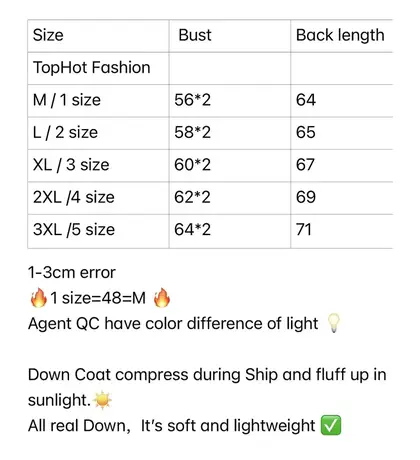 Size Bust Back length
TopHot Fashion
M / 1 size 56*2 64
L / 2 size 58*2 65
XL / 3 size 60*2 67
2XL /4 size 62*2 69
3XL /5 size 64*2 71
1-3cm error
🔥1 size=48=M 🔥
Agent QC have color difference of light 💡
Down Coat compress during Ship and fluff up in
sunlight.☀️
All real Down，It’s soft and lightweight ✅